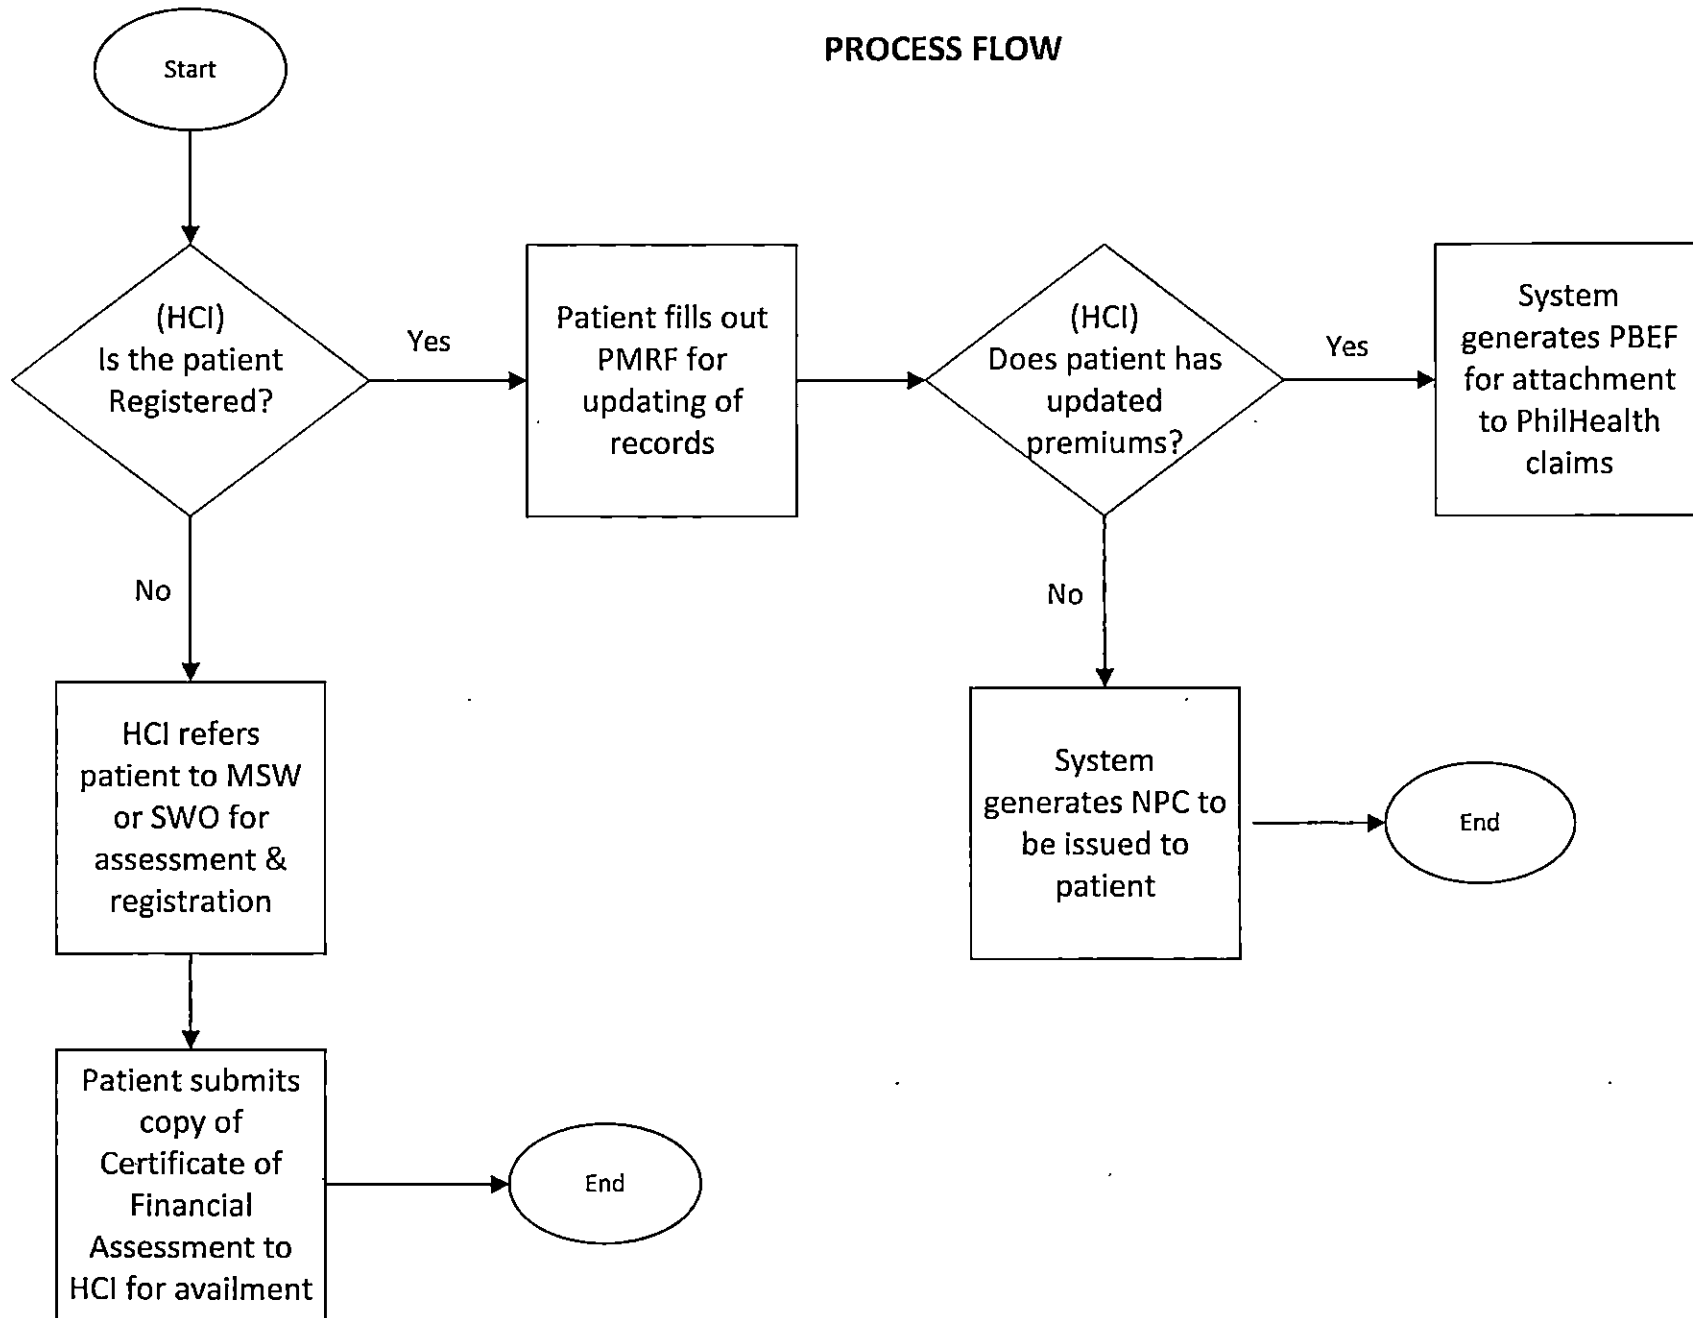 PROCESS FLOW
Start
(HCI)
Is the patient
Registered?
Yes
Patient fills out
PMRF for
updating of
records
(HCI)
Does patient has
updated
premiums?
Yes
System
generates PBEF
for attachment
to PhilHealth
claims
No
HCI refers
patient to MSW
or SWO for
assessment &
registration
No
System
generates NPC to
be issued to
patient
End
Patient submits
copy of
Certificate of
Financial
Assessment to
HCI for availment
End